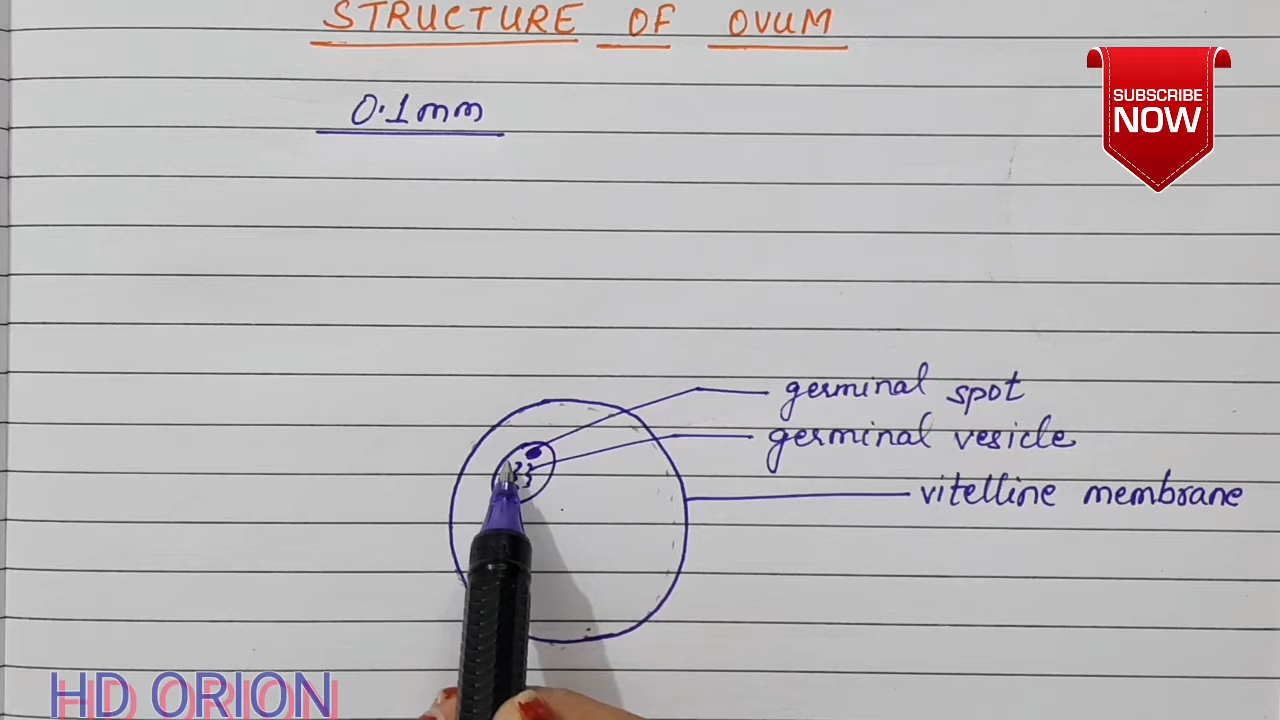 STRUCTURE OF OVUM
0.1mm
SUBSCRIBE
NOW
germinal spot
germinal vesicle
vitelline membrane
HD ORION